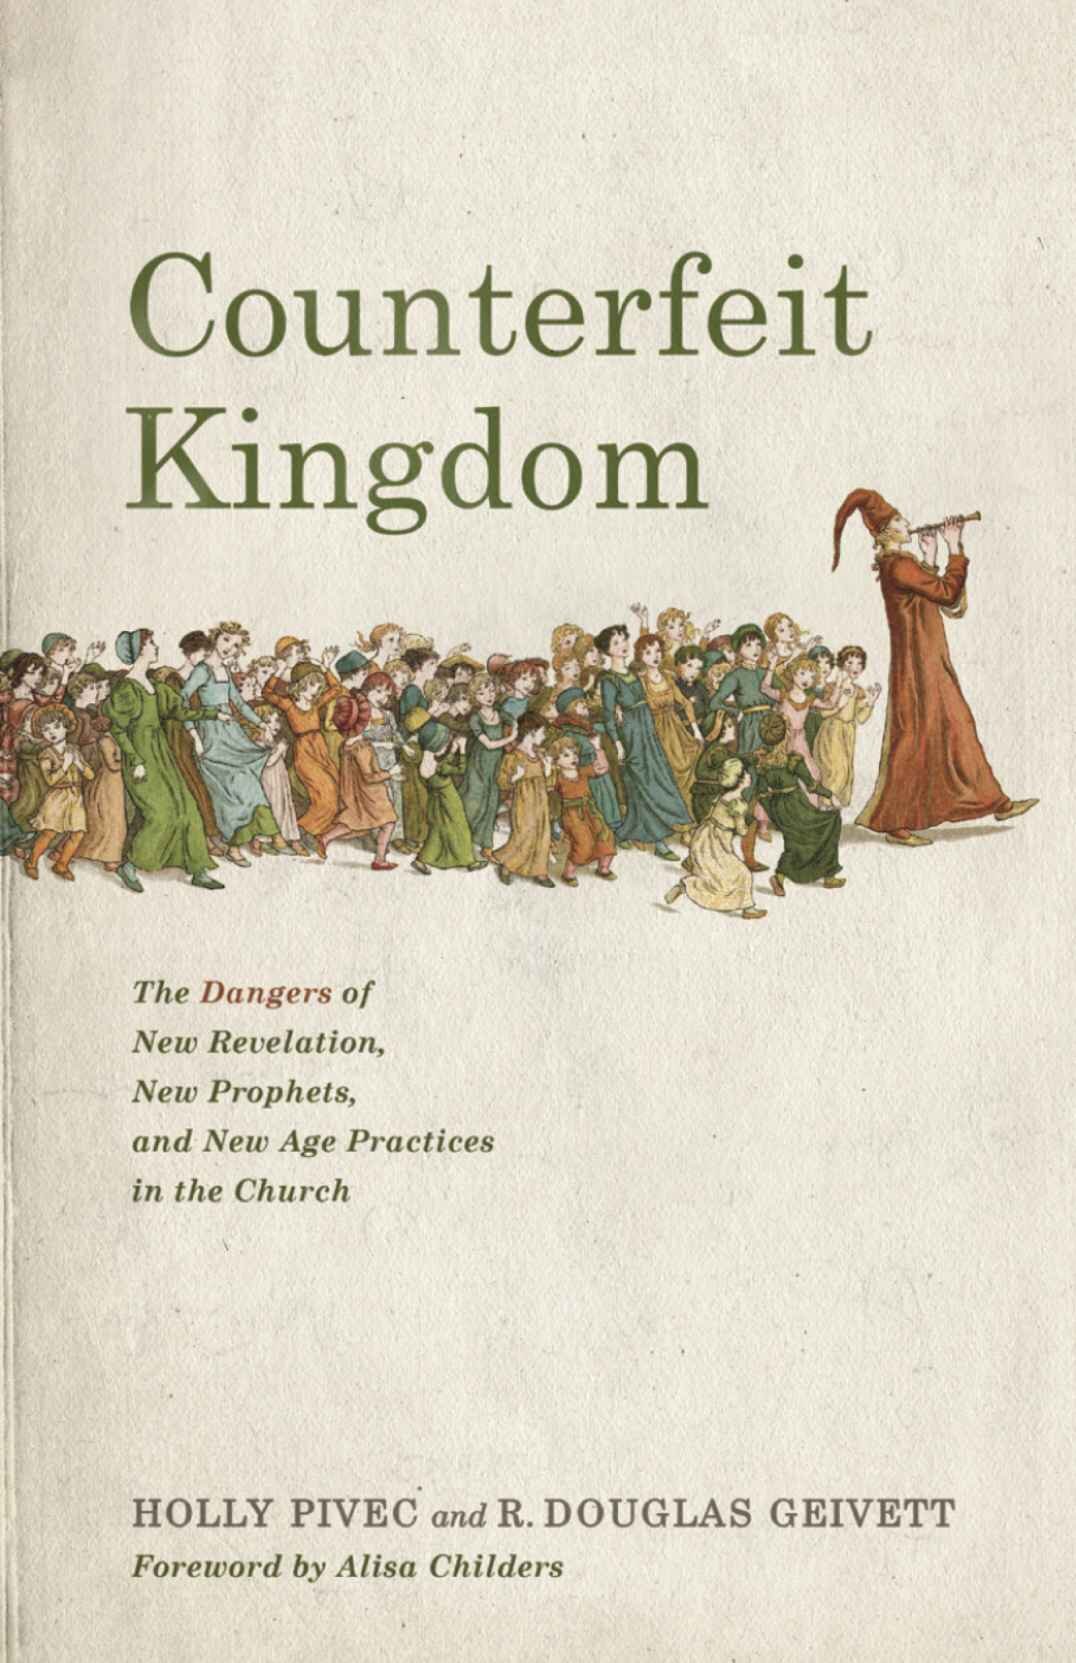 Counterfeit
Kingdom
The Dangers of
New Revelation,
New Prophets,
and New Age Practices
in the Church
HOLLY PIVEC and R. DOUGLAS GEIVETT
Foreword by Alisa Childers